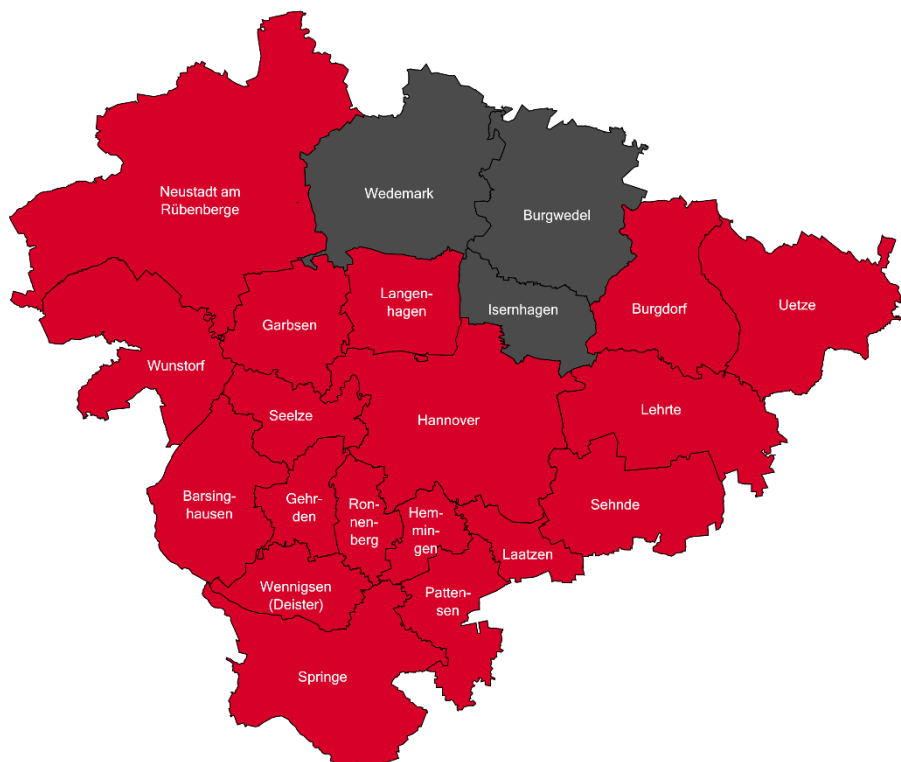 Neustadt am
Rübenberge
Wedemark
Burgwedel
Langen-
hagen
Isernhagen
Burgdorf
Uetze
Garbsen
Wunstorf
Seelze
Hannover
Lehrte
Barsing-
hausen
Gehr-
den
Ron-
nen-
berg
Hem-
min-
gen
Sehnde
Laatzen
Wennigsen
(Deister)
Patten-
sen
Springe